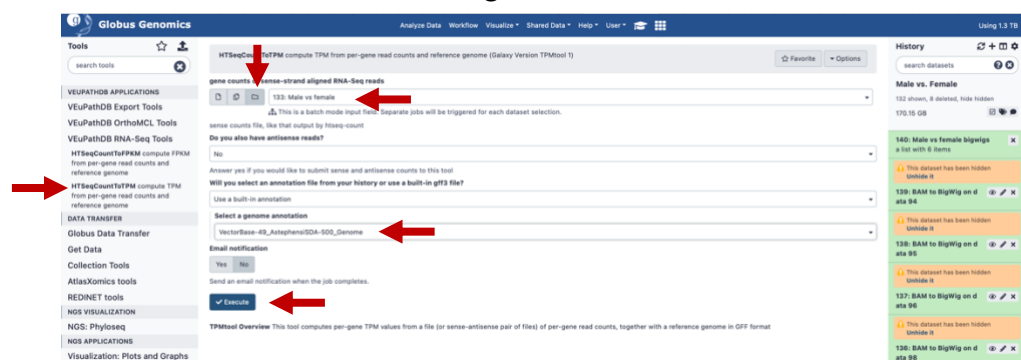 Globus Genomics
Analyze Data Workflow Visualize Shared Data Help User
Using 1.3 TB
Tools
search tools
VEUPATHDB APPLICATIONS
VEuPathDB Export Tools
VEuPathDB OrthoMCL Tools
VEuPathDB RNA-Seq Tools
HTSeqCountToFPKM compute FPKM
from per-gene read counts and
reference genome
HTSeqCountToTPM compute TPM
from per-gene read counts and
reference genome
DATA TRANSFER
Globus Data Transfer
Get Data
Collection Tools
AtlasXomics tools
REDINET tools
NGS VISUALIZATION
NGS: Phyloseq
NGS APPLICATIONS
Visualization: Plots and Graphs
ToTPM compute TPM from per-gene read counts and reference genome (Galaxy Version TPMtool 1)
Favorite
Options
gene counts sense-strand aligned RNA-Seq reads
133: Male vs female
This is a batch mode input field. Separate jobs will be triggered for each dataset selection.
sense counts file, like that output by htseq-count
Do you also have antisense reads?
No
Answer yes if you would like to submit sense and antisense counts to this tool
Will you select an annotation file from your history or use a built-in gff3 file?
Use a built-in annotation
Select a genome annotation
VectorBase-49_AstephensiSDA-500_Genome
Email notification
Yes No
Send an email notification when the job completes.
Execute
TPMtool Overview This tool computes per-gene TPM values from a file (or sense-antisense pair of files) of per-gene read counts, together with a reference genome in GFF format
History
search datasets
Male vs. Female
132 shown, 8 deleted, hide hidden
170.15 GB
140: Male vs female bigwigs
a list with 6 items
This dataset has been hidden
Unhide it
139: BAM to BigWig on d
ata 94
This dataset has been hidden
Unhide it
138: BAM to BigWig on d
ata 95
This dataset has been hidden
Unhide it
137: BAM to BigWig on d
ata 96
This dataset has been hidden
Unhide it
136: BAM to BigWig on d
ata 98